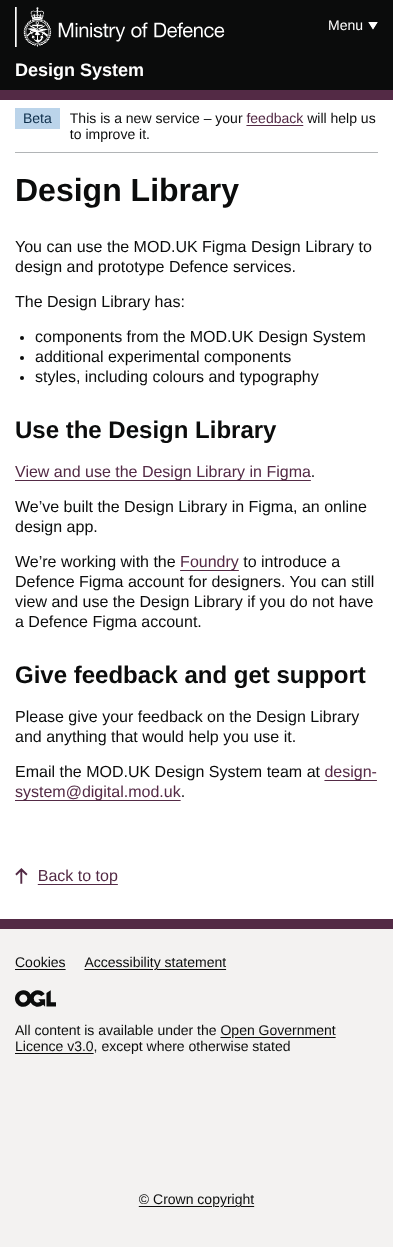 Ministry of Defence
Menu
Design System
Beta
This is a new service – your feedback will help us
to improve it.
Design Library
You can use the MOD.UK Figma Design Library to
design and prototype Defence services.
The Design Library has:
• components from the MOD.UK Design System
• additional experimental components
• styles, including colours and typography
Use the Design Library
View and use the Design Library in Figma.
We’ve built the Design Library in Figma, an online
design app.
We’re working with the Foundry to introduce a
Defence Figma account for designers. You can still
view and use the Design Library if you do not have
a Defence Figma account.
Give feedback and get support
Please give your feedback on the Design Library
and anything that would help you use it.
Email the MOD.UK Design System team at design-
system@digital.mod.uk.
Back to top
Cookies Accessibility statement
OGL
All content is available under the Open Government
Licence v3.0, except where otherwise stated
© Crown copyright